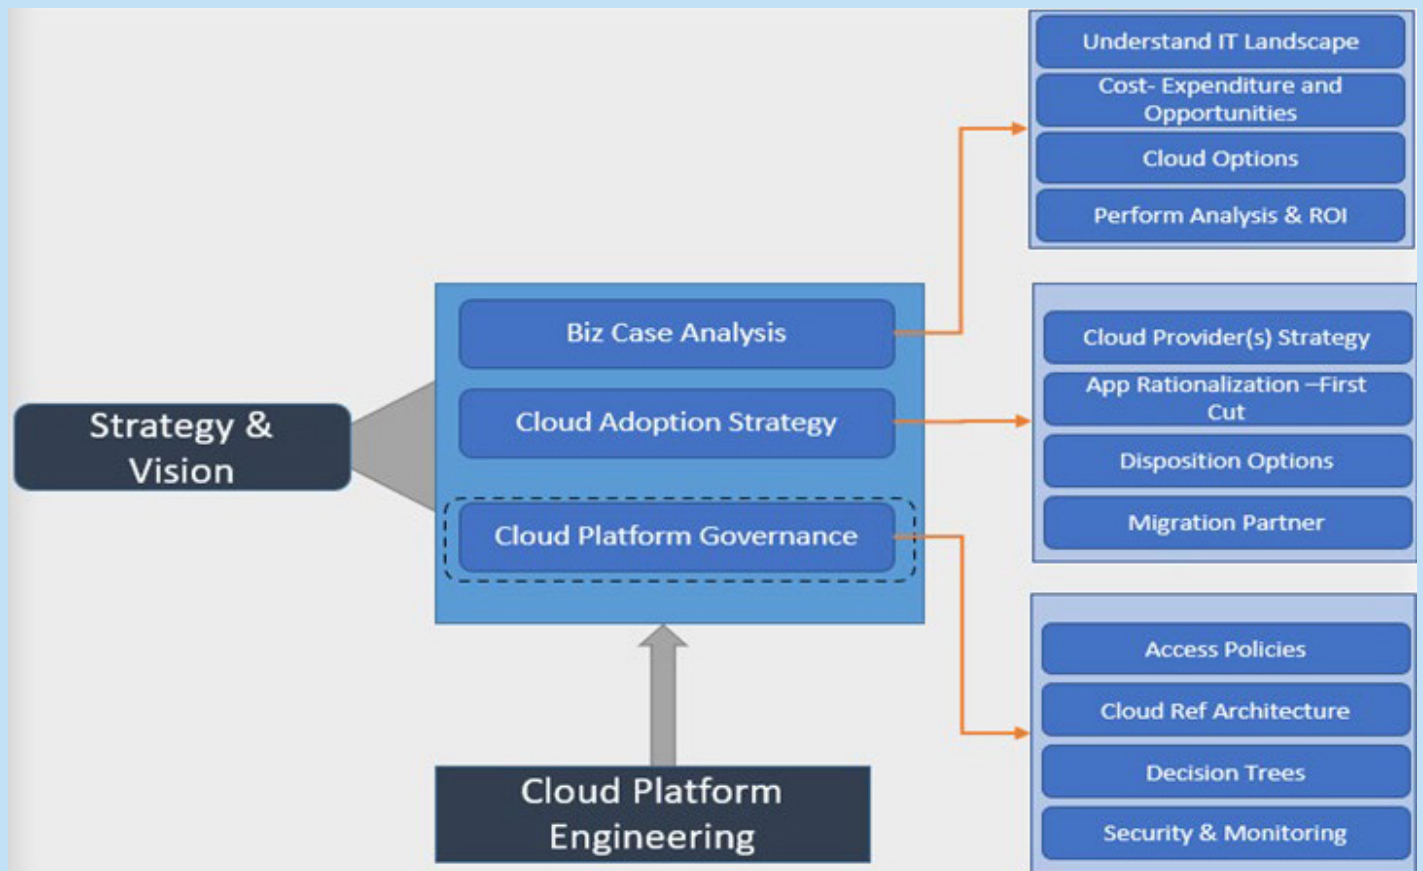 Understand IT Landscape
Cost- Expenditure and
Opportunities
Cloud Options
Perform Analysis & ROI
Biz Case Analysis
Cloud Adoption Strategy
Cloud Platform Governance
Strategy &
Vision
Cloud Provider(s) Strategy
App Rationalization –First
Cut
Disposition Options
Migration Partner
Access Policies
Cloud Ref Architecture
Decision Trees
Security & Monitoring
Cloud Platform
Engineering